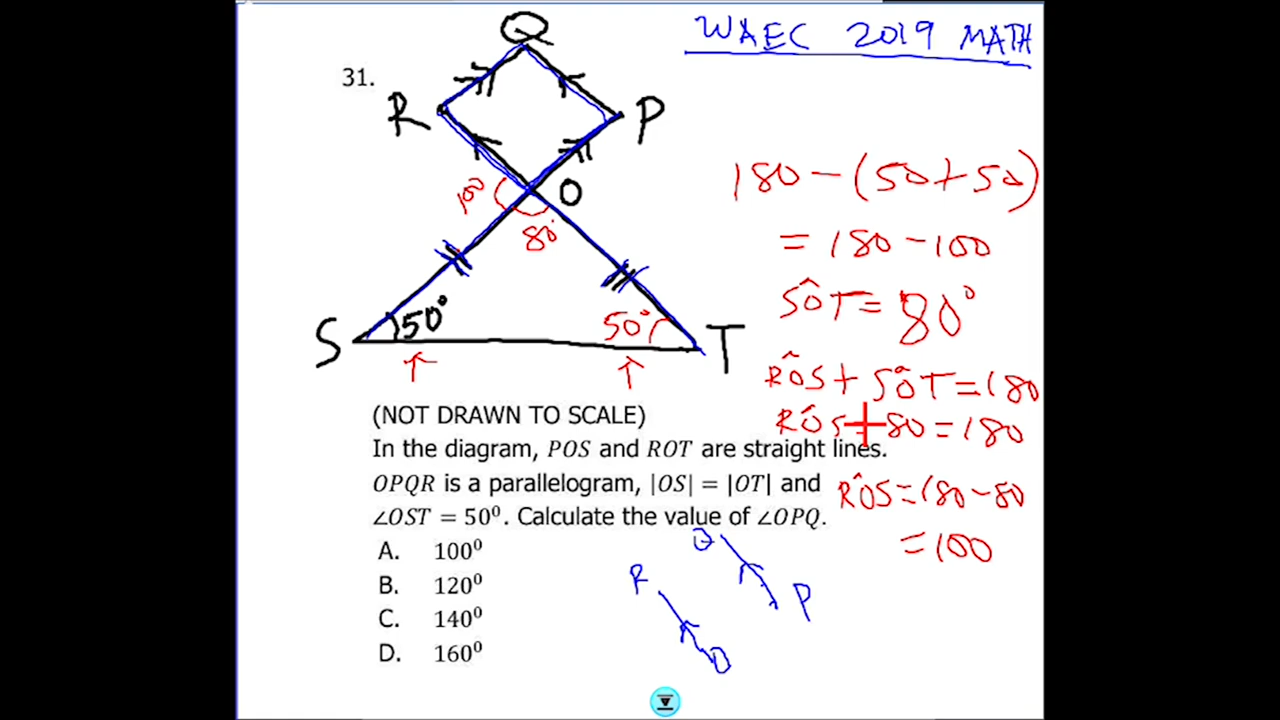 WAEC 2019 MATH
31.
Q
R
P
O
100
80°
S
50°
50°
T
180 - (50+50)
= 180 - 100
SÔT = 80°
RÔS + SÔT = 180
RÔS + 80 = 180
RÔS = 180 - 80
= 100
(NOT DRAWN TO SCALE)
In the diagram, POS and ROT are straight lines.
OPQR is a parallelogram, |OS| = |OT| and
∠OST = 50⁰. Calculate the value of ∠OPQ.
A. 100⁰
B. 120⁰
C. 140⁰
D. 160⁰
Q
R
P
O